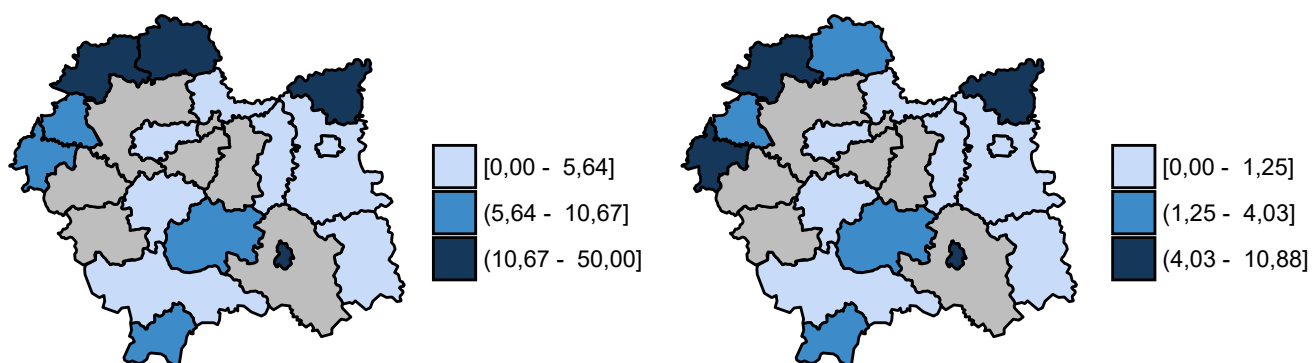 [0,00 - 5,64]
(5,64 - 10,67]
(10,67 - 50,00]
[0,00 - 1,25]
(1,25 - 4,03]
(4,03 - 10,88]